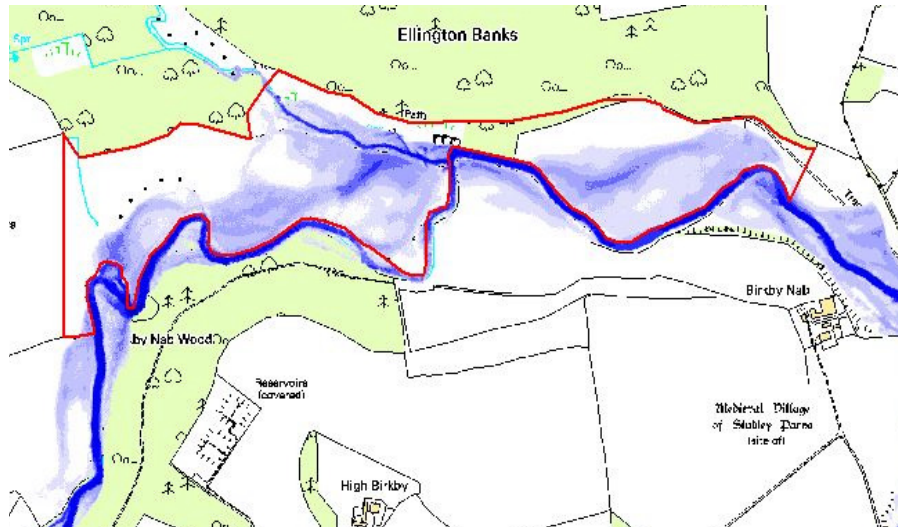 Ellington Banks
Spr
Path
Birkby Nab
by Nab Wood
Reservoirs
(covered)
Medieval Village
of Stubley Parva
(site of)
High Birkby